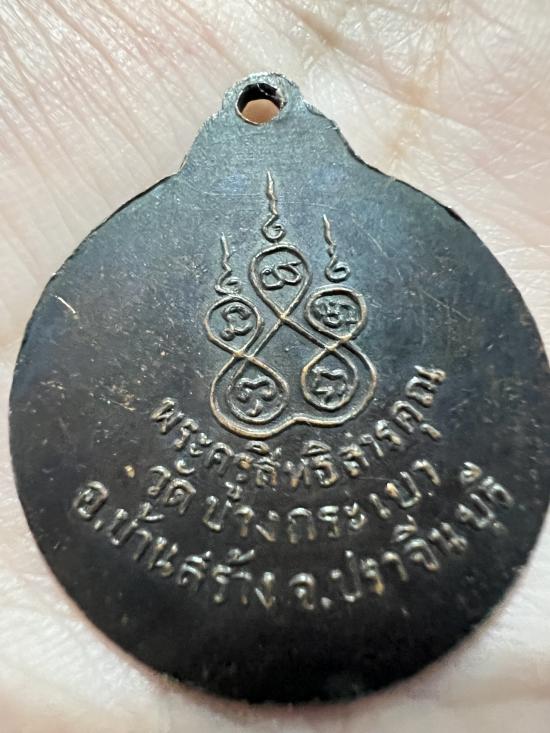 พระครูสิทธิสารคุณ
วัด บางกระเบา
อ.บ้านสร้าง จ.ปราจีนบุรี